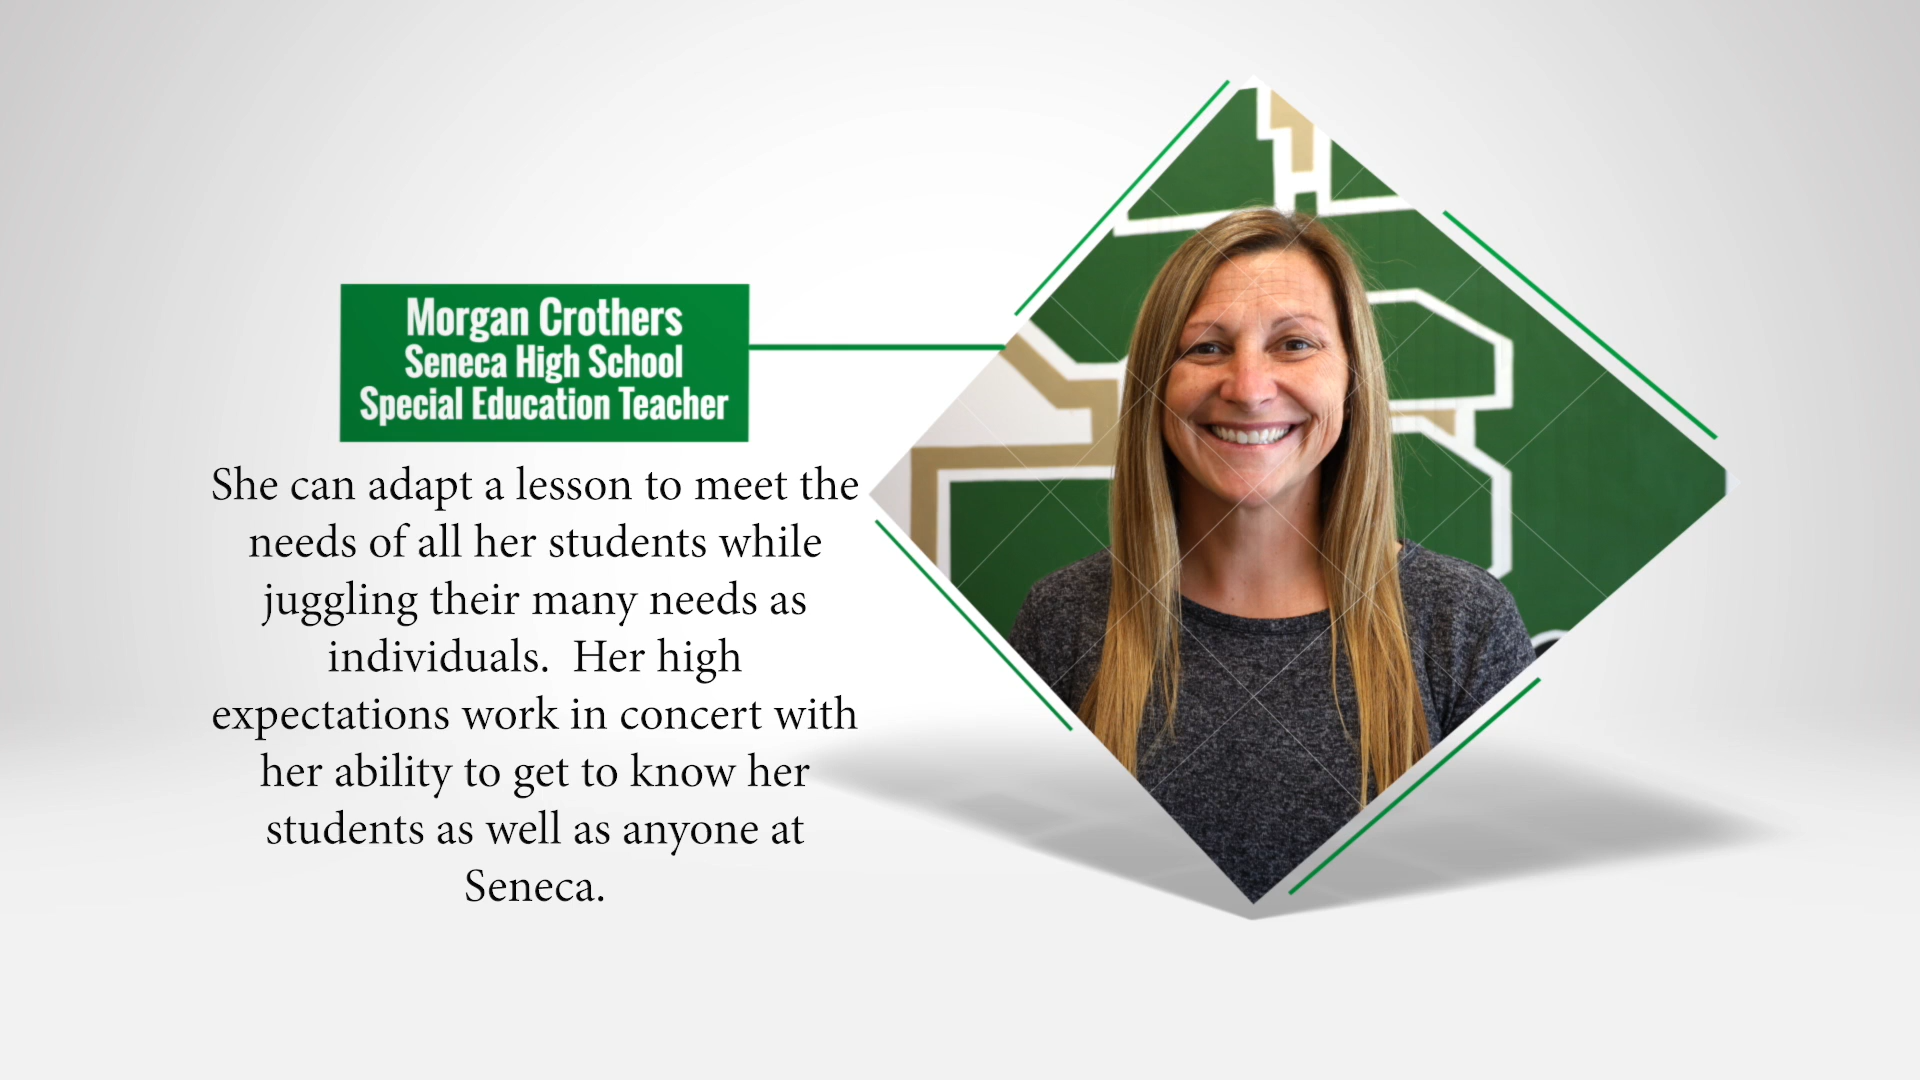 Morgan Crothers
Seneca High School
Special Education Teacher
She can adapt a lesson to meet the
needs of all her students while
juggling their many needs as
individuals.  Her high
expectations work in concert with
her ability to get to know her
students as well as anyone at
Seneca.